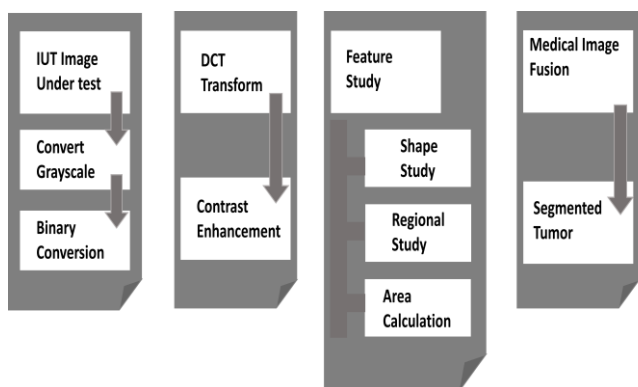 IUT Image
Under test
Convert
Grayscale
Binary
Conversion
DCT
Transform
Contrast
Enhancement
Feature
Study
Shape
Study
Regional
Study
Area
Calculation
Medical Image
Fusion
Segmented
Tumor